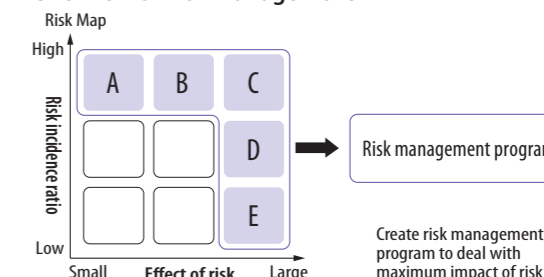 Risk Map
High
Risk incidence ratio
A
B
C
D
E
Low
Small
Effect of risk
Large
Risk management program
Create risk management
program to deal with
maximum impact of risk